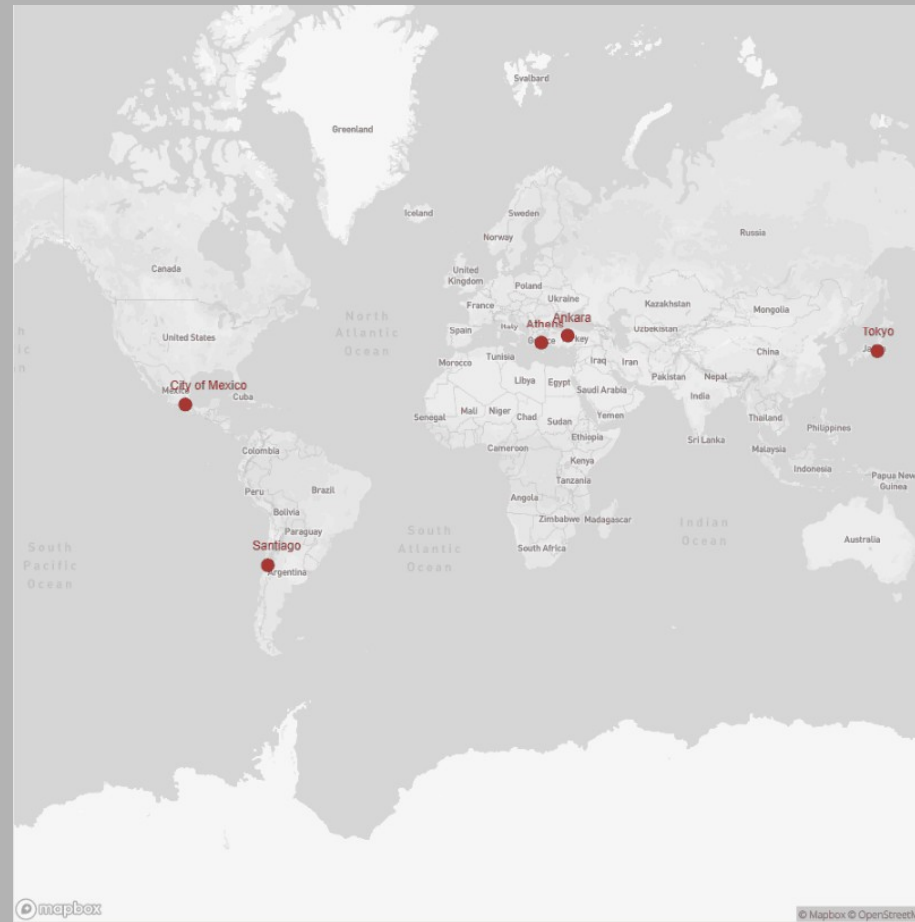 Svalbard
Greenland
Iceland
Sweden
Norway
Russia
Canada
United
Kingdom
Poland
Ukraine
France
Kazakhstan
Mongolia
North
Atlantic
Ocean
Ankara
Athens
Italy
Spain
Uzbekistan
Tokyo
United States
Morocco
Tunisia
Iraq
Iran
China
City of Mexico
Mexico
Cuba
Libya
Egypt
Pakistan
Nepal
Saudi Arabia
India
Senegal
Mali
Niger
Chad
Sudan
Yemen
Thailand
Philippines
Ethiopia
Sri Lanka
Colombia
Cameroon
Kenya
Malaysia
Indonesia
Peru
Brazil
Tanzania
Papua New
Guinea
Angola
Bolivia
Zimbabwe
Madagascar
Paraguay
South
Atlantic
Ocean
Indian
Ocean
Australia
Santiago
South Africa
South
Pacific
Ocean
Argentina
mapbox
© Mapbox © OpenStreetM